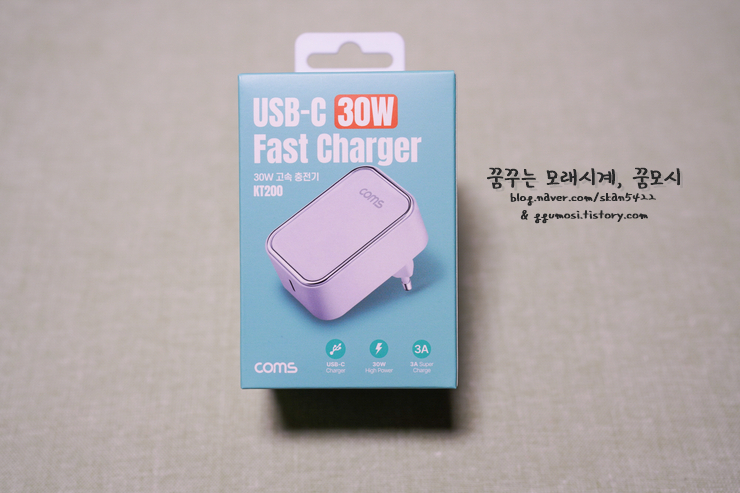 USB-C 30W
Fast Charger
30W 고속 충전기
KT200
coms
coms
USB-C
Charger
30W
High Power
3A
3A Super
Charge
꿈꾸는 모래시계, 꿈모시
blog.naver.com/skan5422
& ggumosi.tistory.com